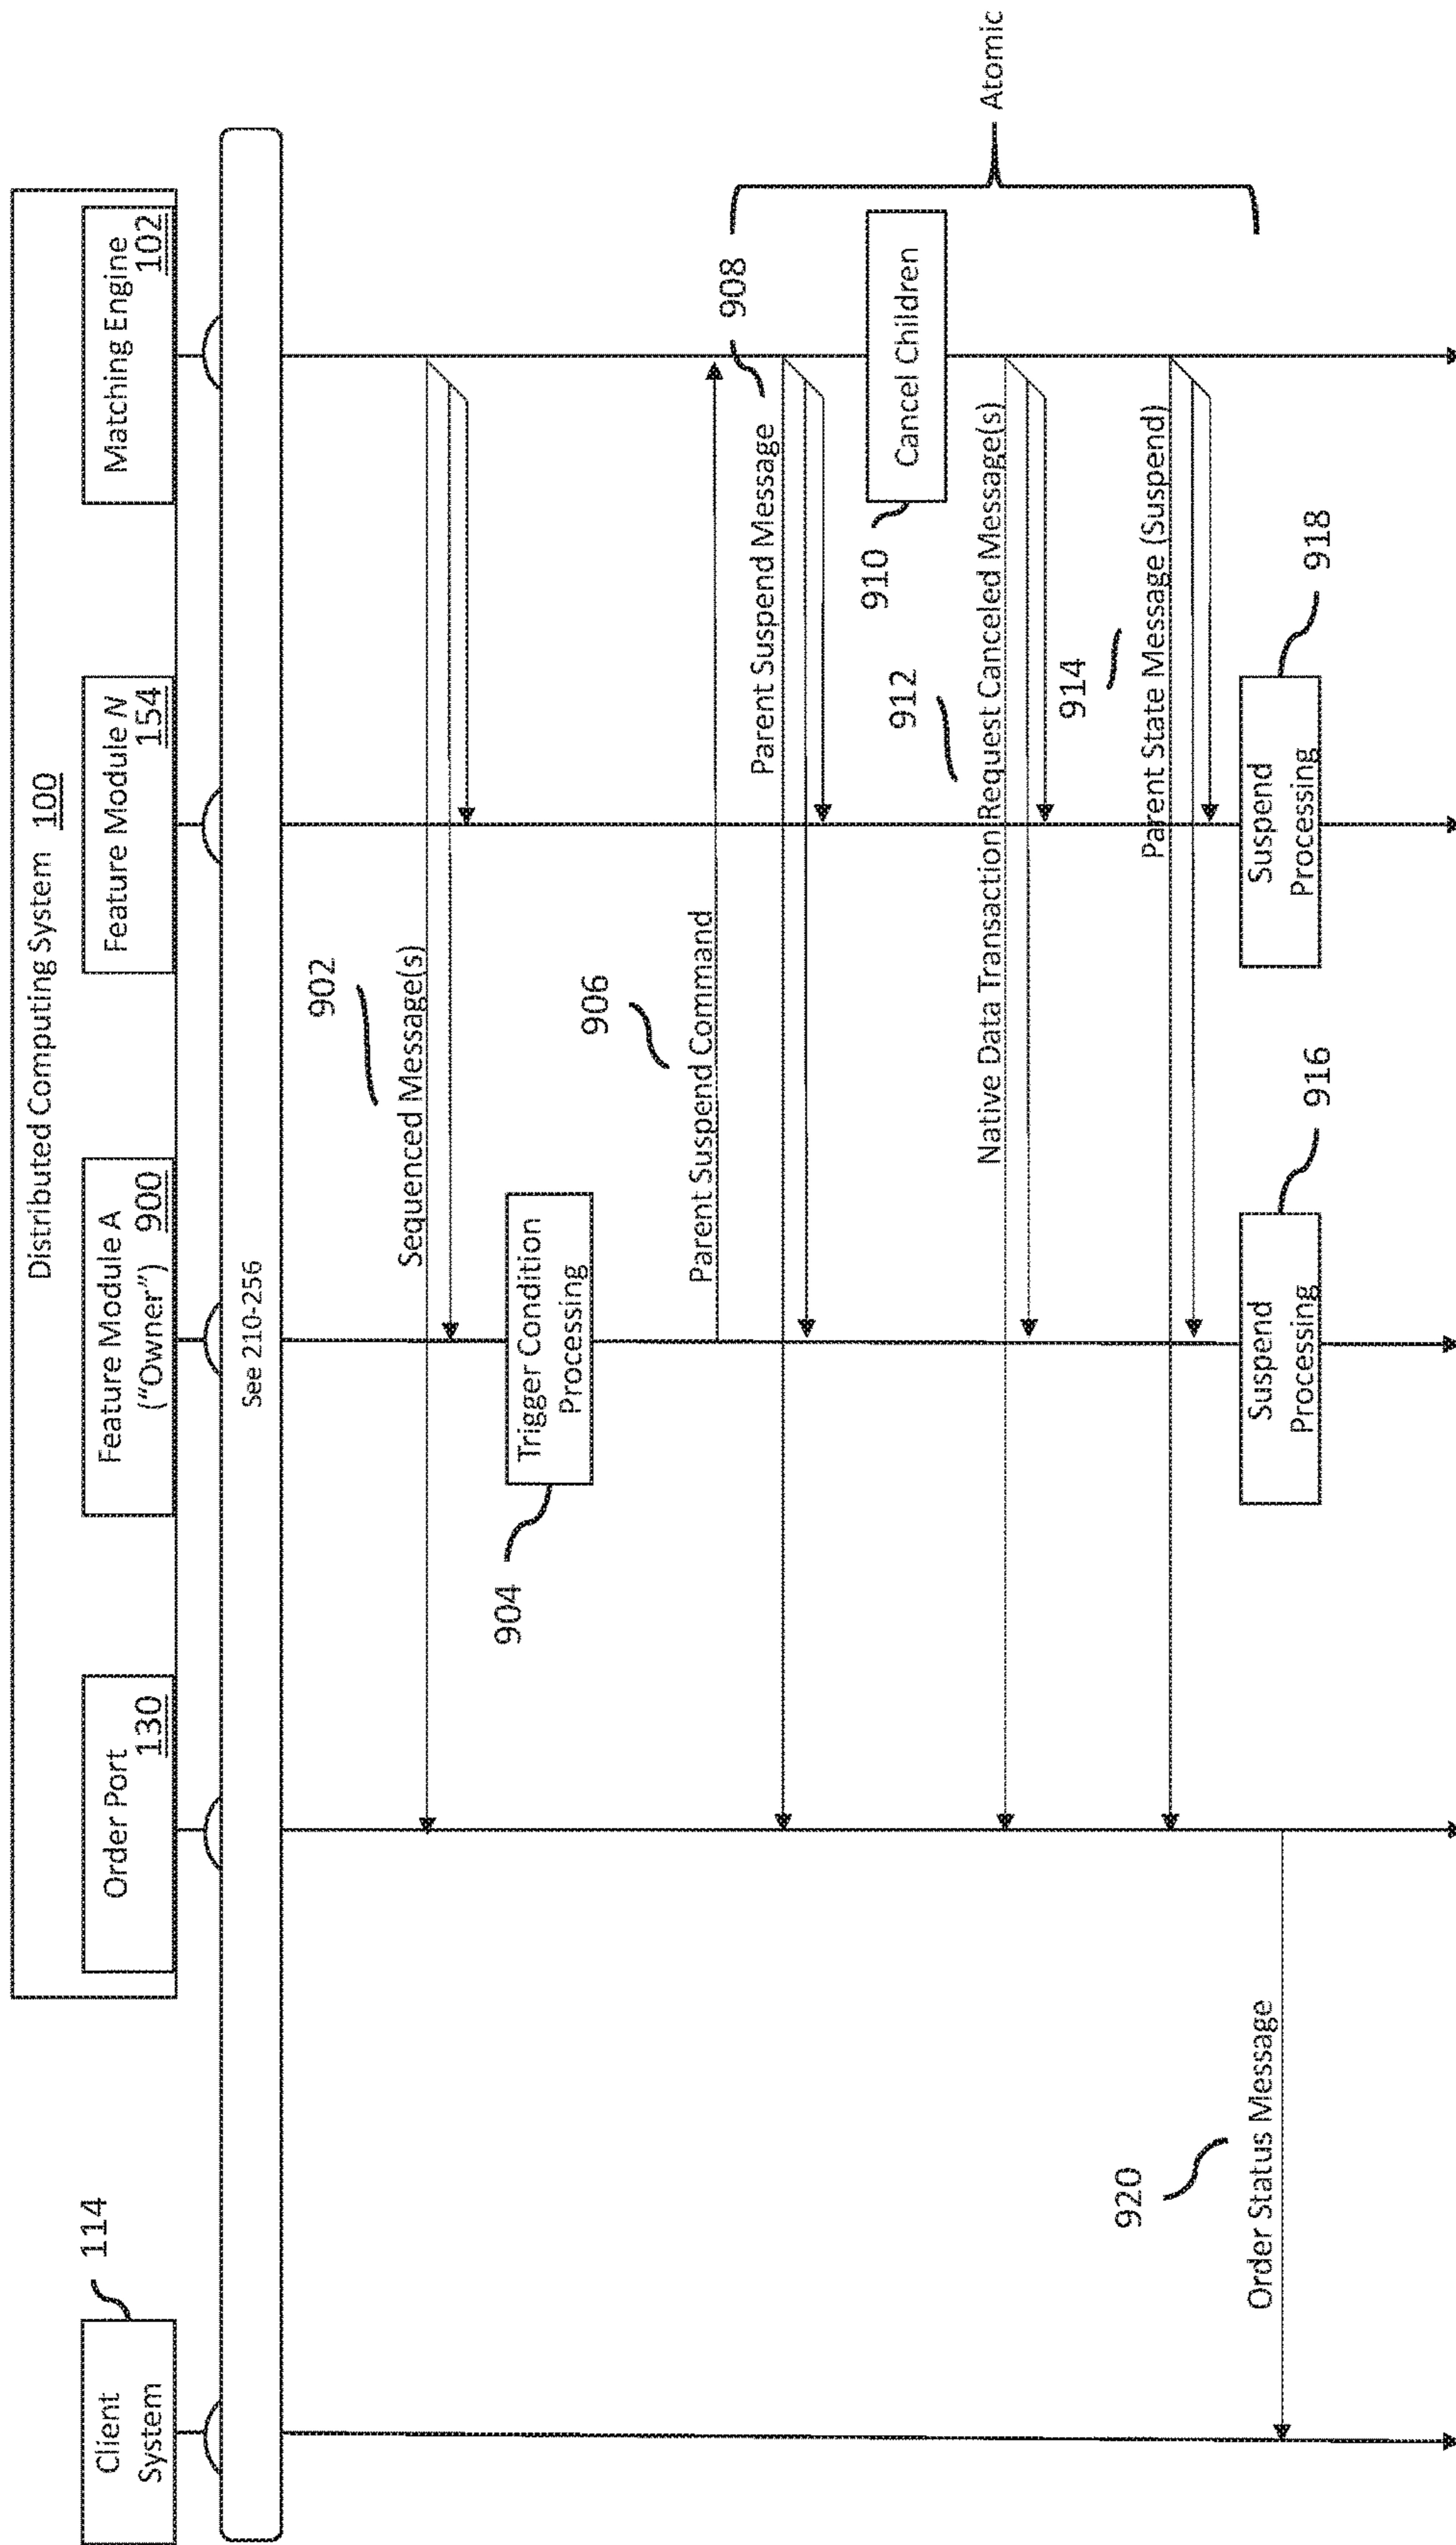 Distributed Computing System 100
Client
System
114
Order Port
130
Feature Module A
("Owner") 900
Feature Module N
154
Matching Engine
102
See 210-256
902
Sequenced Message(s)
904
Trigger Condition
Processing
906
Parent Suspend Command
908
Parent Suspend Message
910
Cancel Children
Atomic
912
Native Data Transaction Request Canceled Message(s)
914
Parent State Message (Suspend)
Suspend
Processing
916
Suspend
Processing
918
920
Order Status Message